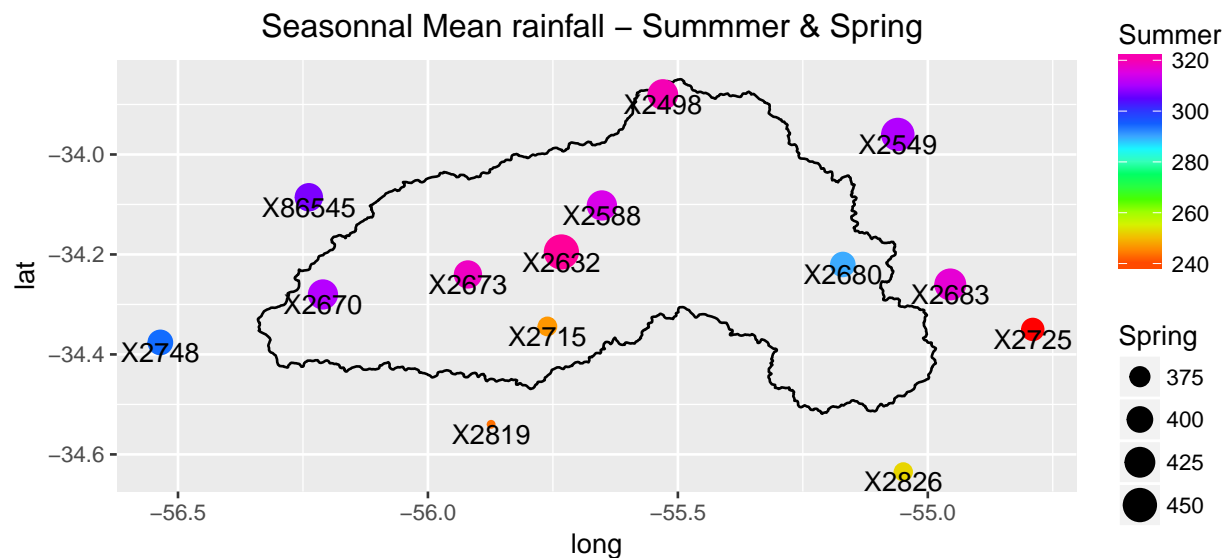 Seasonnal Mean rainfall – Summmer & Spring
Summer
320
300
280
260
240
Spring
375
400
425
450
lat
−34.0
−34.2
−34.4
−34.6
X2498
X2549
X86545
X2588
X2632
X2680
X2673
X2683
X2670
X2715
X2725
X2748
X2819
X2826
−56.5
−56.0
−55.5
−55.0
long